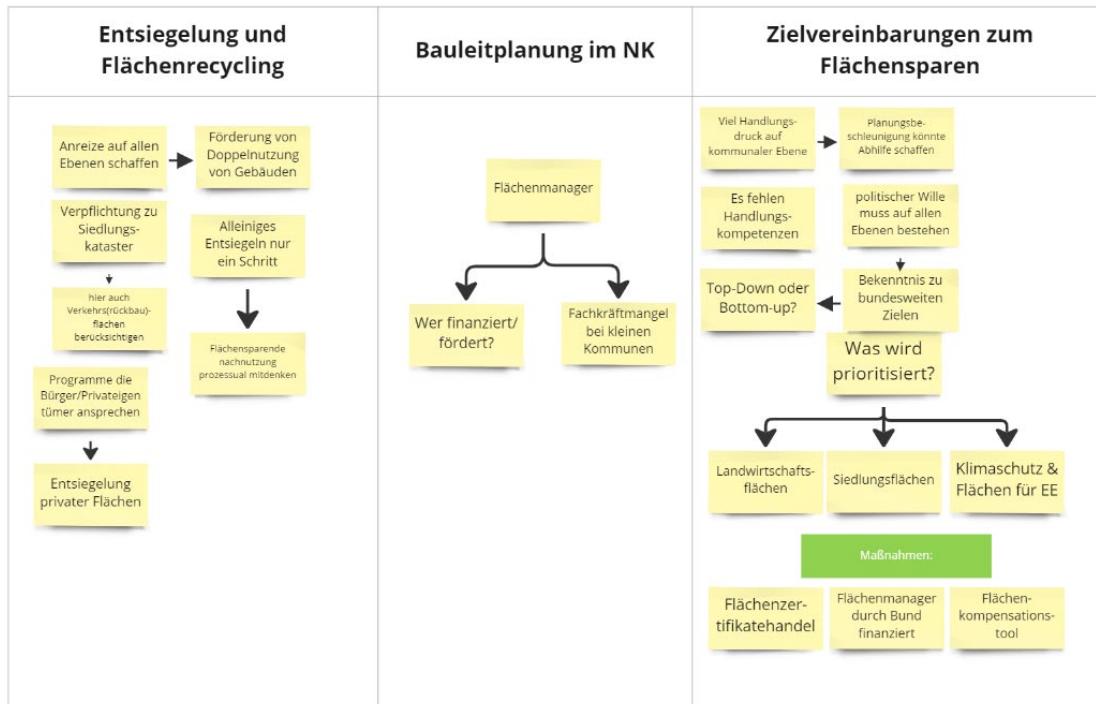 Entsiegelung und
Flächenrecycling
Bauleitplanung im NK
Zielvereinbarungen zum
Flächensparen
Anreize auf allen
Ebenen schaffen
Förderung von
Doppelnutzung
von Gebäuden
Verpflichtung zu
Siedlungs-
kataster
Alleiniges
Entsiegeln nur
ein Schritt
hier auch
Verkehrs(rückbau)-
flächen
berücksichtigen
Flächensparende
nachnutzung
prozessual mitdenken
Programme die
Bürger/Privateigen
tümer ansprechen
Entsiegelung
privater Flächen
Flächenmanager
Wer finanziert/
fördert?
Fachkräftmangel
bei kleinen
Kommunen
Viel Handlungs-
druck auf
kommunaler Ebene
Planungsbe-
schleunigung könnte
Abhilfe schaffen
Es fehlen
Handlungs-
kompetenzen
politischer Wille
muss auf allen
Ebenen bestehen
Top-Down oder
Bottom-up?
Bekenntnis zu
bundesweiten
Zielen
Was wird
prioritisiert?
Landwirtschafts-
flächen
Siedlungsflächen
Klimaschutz &
Flächen für EE
Maßnahmen:
Flächenzer-
tifikatehandel
Flächenmanager
durch Bund
finanziert
Flächen-
kompensations-
tool